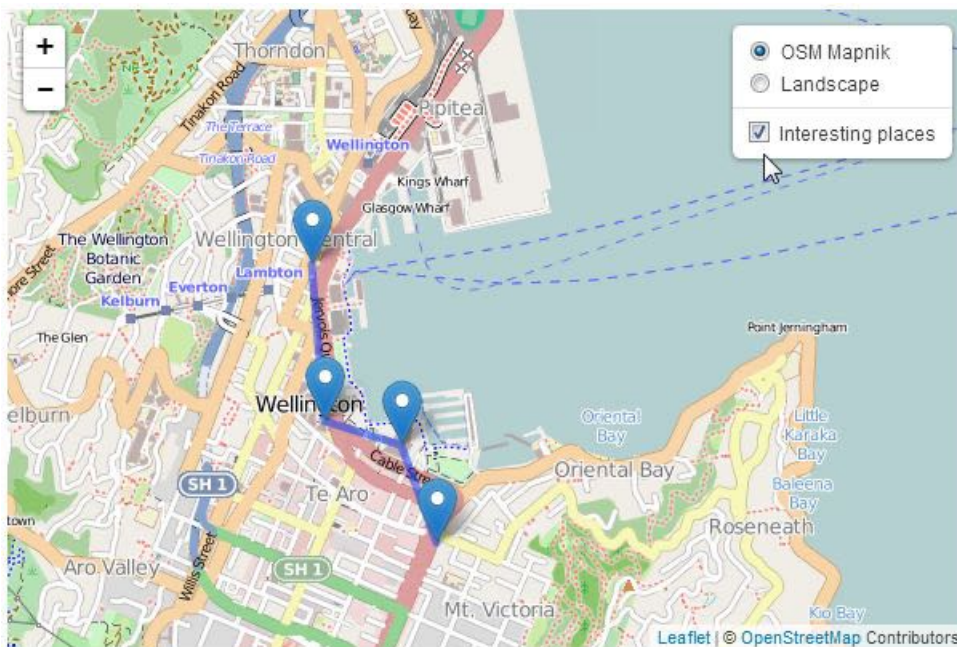 +
−
Thorndon
Tinakori Road
The Terrace
Tinakori Road
Pipitea
Wellington
Kings Wharf
Glasgow Wharf
OSM Mapnik
Landscape
Interesting places
The Wellington
Botanic
Garden
Wellington Central
Lambton
Everton
Kelburn
The Glen
Point Jerningham
Wellington
Oriental
Bay
Little
Karaka
Bay
Baleena
Bay
Oriental Bay
SH 1
Te Aro
Roseneath
SH 1
Aro Valley
Willis Street
Mt. Victoria
Kio Bay
Leaflet | © OpenStreetMap Contributors